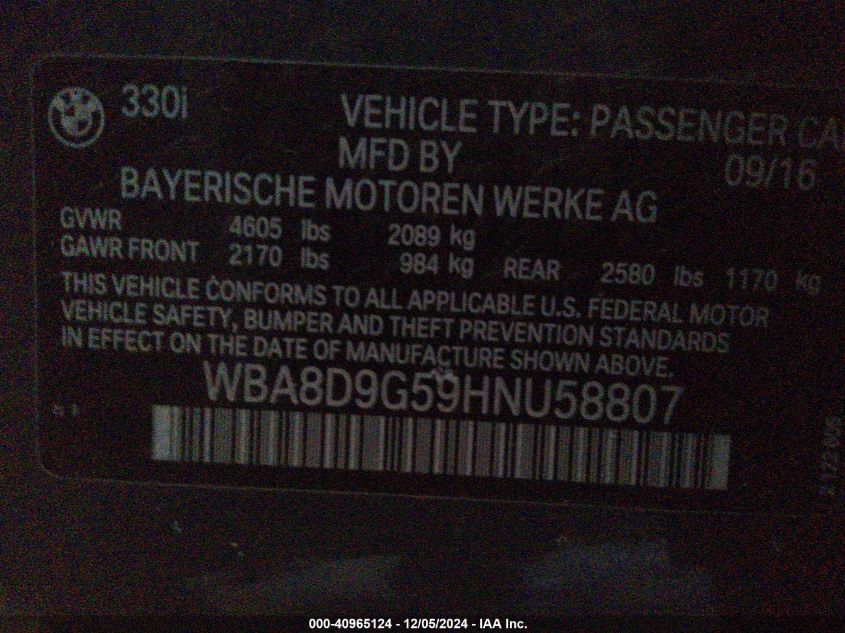 330i
VEHICLE TYPE: PASSENGER CA
MFD BY 09/16
BAYERISCHE MOTOREN WERKE AG
GVWR 4605 lbs 2089 kg
GAWR FRONT 2170 lbs 984 kg REAR 2580 lbs 1170 kg
THIS VEHICLE CONFORMS TO ALL APPLICABLE U.S. FEDERAL MOTOR
VEHICLE SAFETY, BUMPER AND THEFT PREVENTION STANDARDS
IN EFFECT ON THE DATE OF MANUFACTURE SHOWN ABOVE.
WBA8D9G59HNU58807
000-40965124 - 12/05/2024 - IAA Inc.